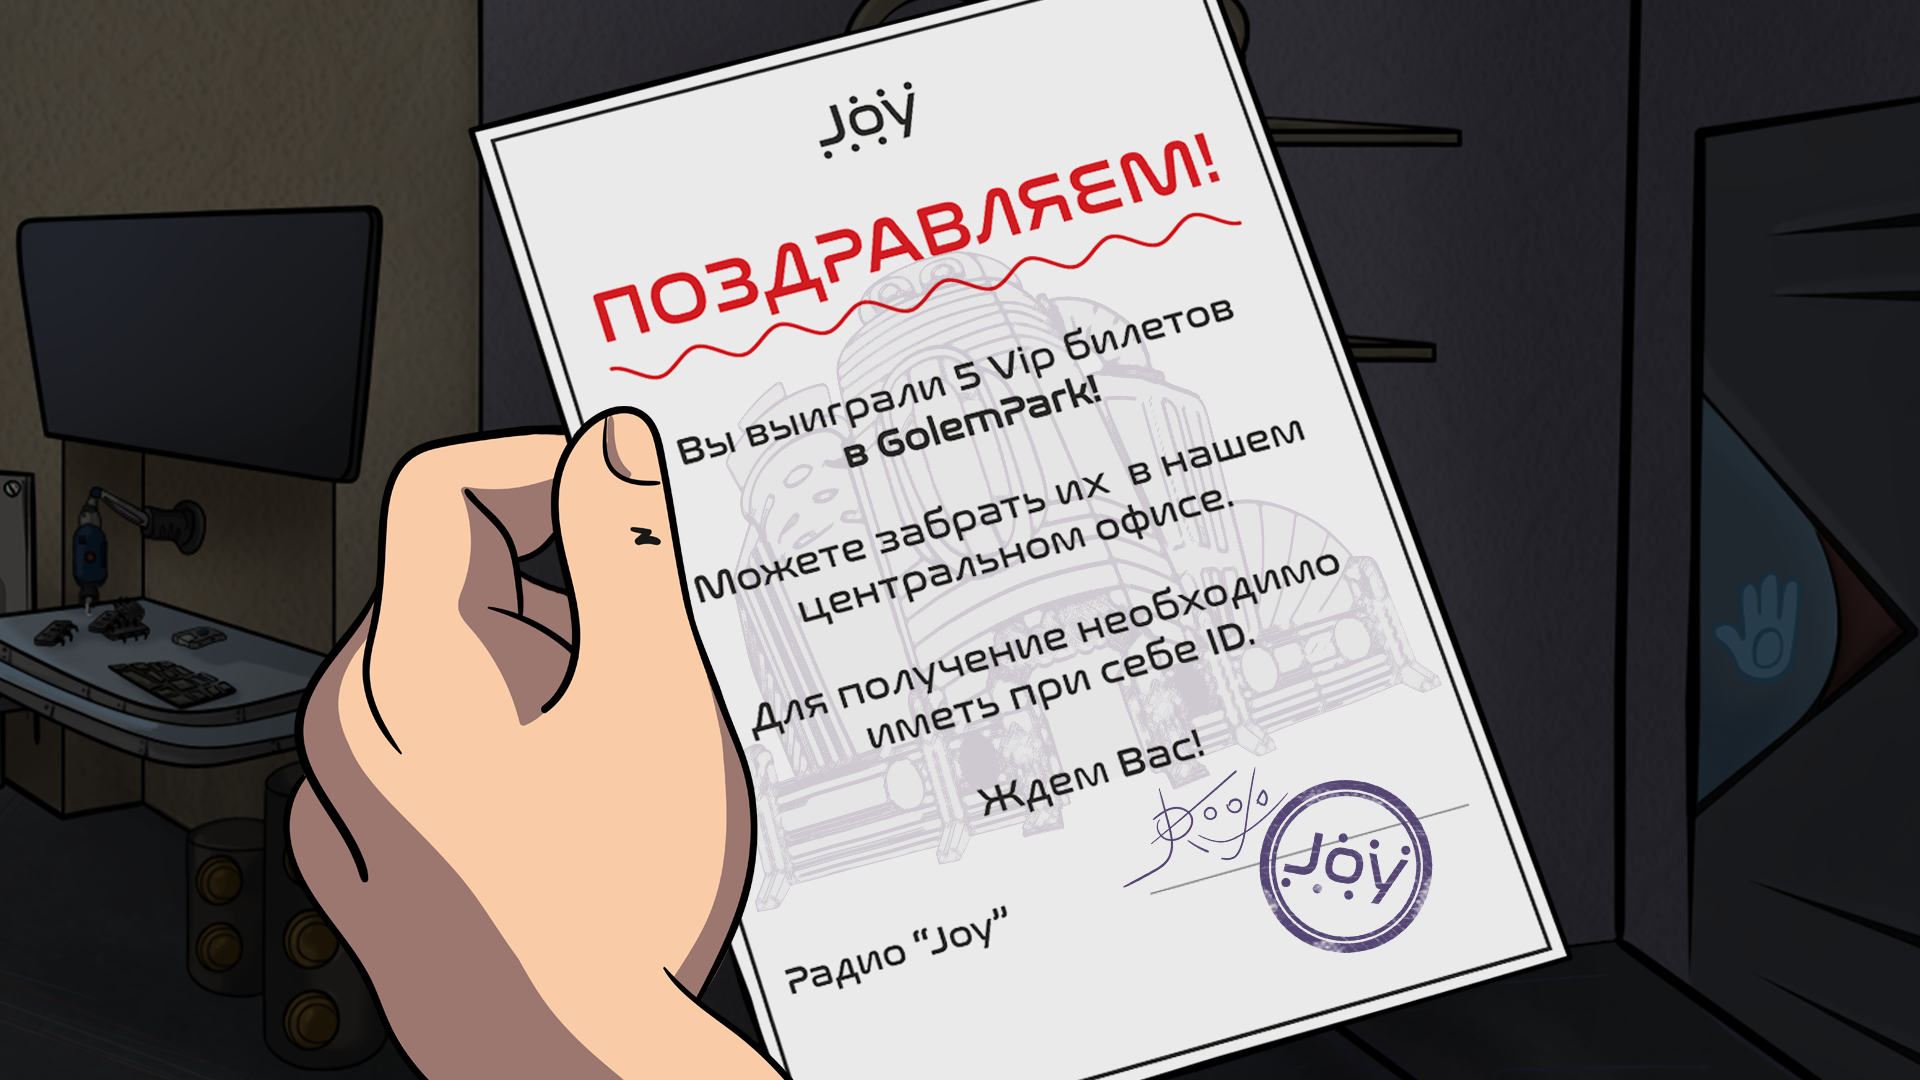 Joy
ПОЗДРАВЛЯЕМ!
Вы выиграли 5 Vip билетов
в GolemPark!
Можете забрать их в нашем
центральном офисе.
Для получение необходимо
иметь при себе ID.
Ждем Вас!
Joy
Радио “Joy”